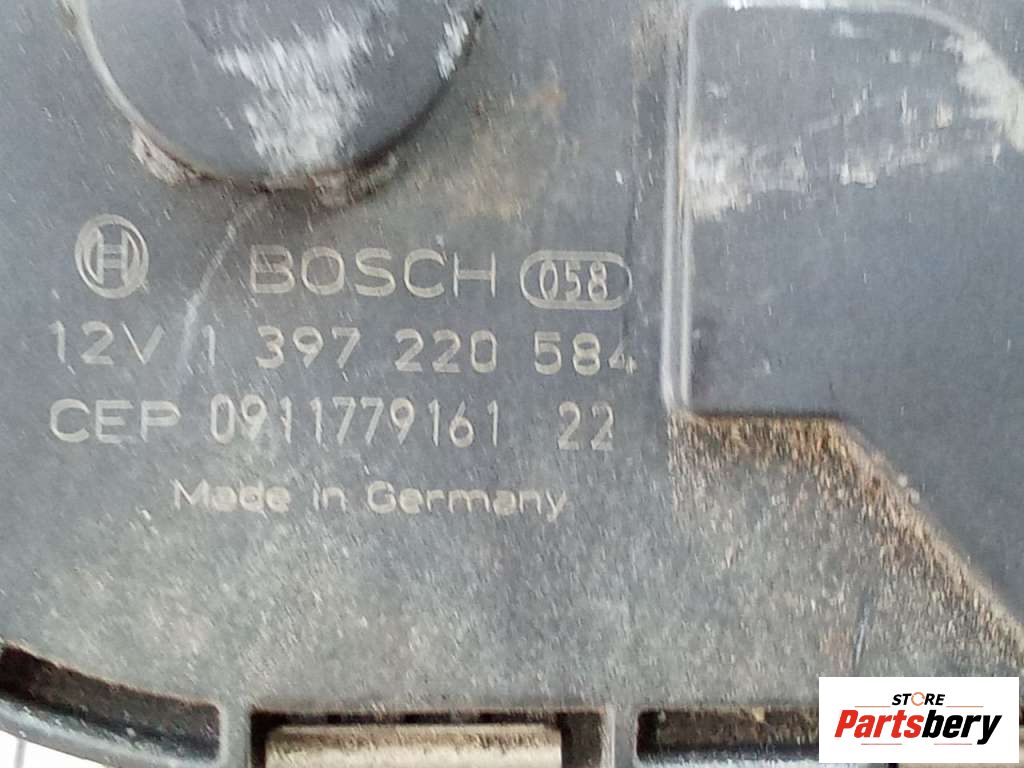 BOSCH 058
12V 1 397 220 584
CEP 0911779161 22
Made in Germany
STORE
Partsbery